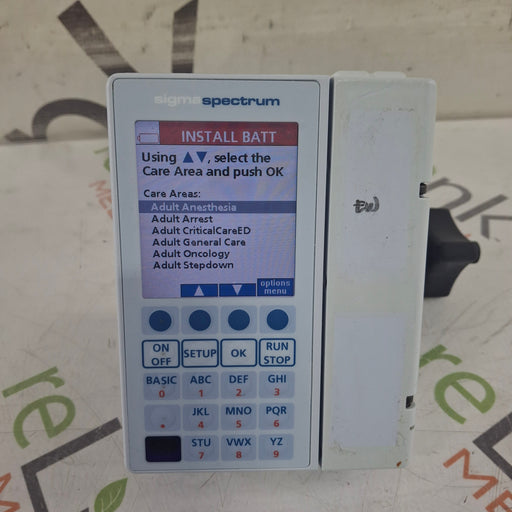 sigmaspectrum
INSTALL BATT
Using ▲▼, select the
Care Area and push OK
Care Areas:
Adult Anesthesia
Adult Arrest
Adult CriticalCareED
Adult General Care
Adult Oncology
Adult Stepdown
▲ ▼ options
menu
ON
OFF
SETUP
OK
RUN
STOP
BASIC ABC DEF GHI
0 1 2 3
JKL MNO PQR
. 4 5 6
STU VWX YZ
7 8 9
EW